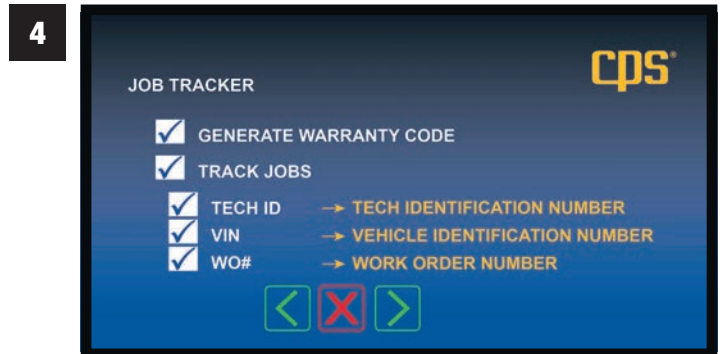 4
cps®
JOB TRACKER
GENERATE WARRANTY CODE
TRACK JOBS
TECH ID → TECH IDENTIFICATION NUMBER
VIN → VEHICLE IDENTIFICATION NUMBER
WO# → WORK ORDER NUMBER